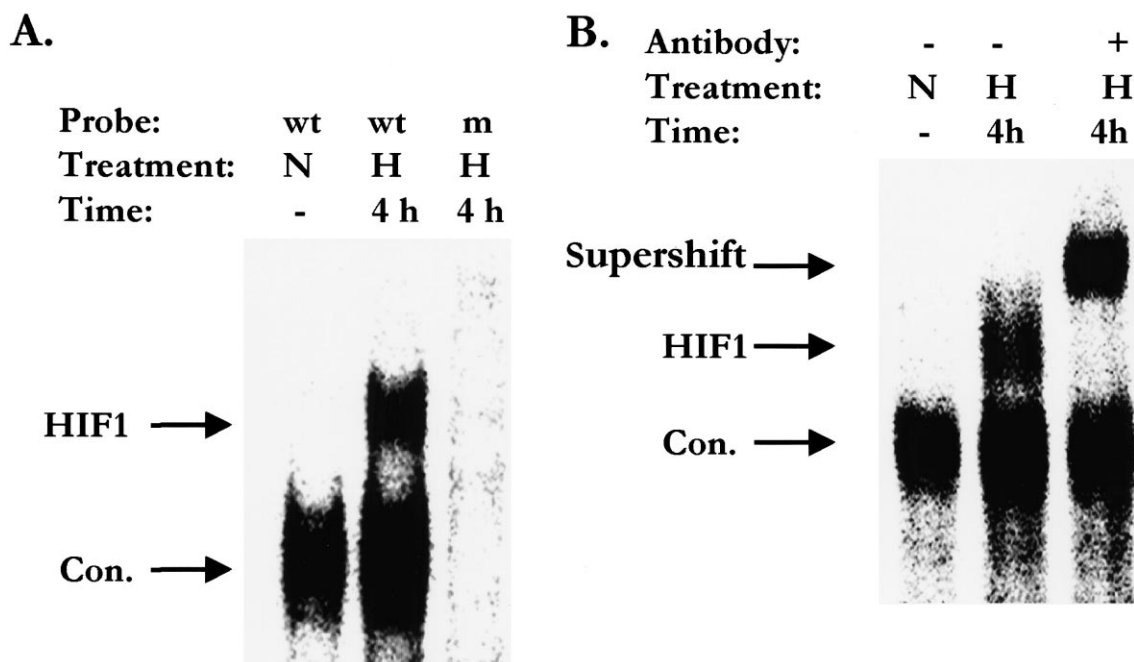 A.
Probe: wt wt m
Treatment: N H H
Time: - 4 h 4 h
HIF1
Con.
B.
Antibody: - - +
Treatment: N H H
Time: - 4h 4h
Supershift
HIF1
Con.